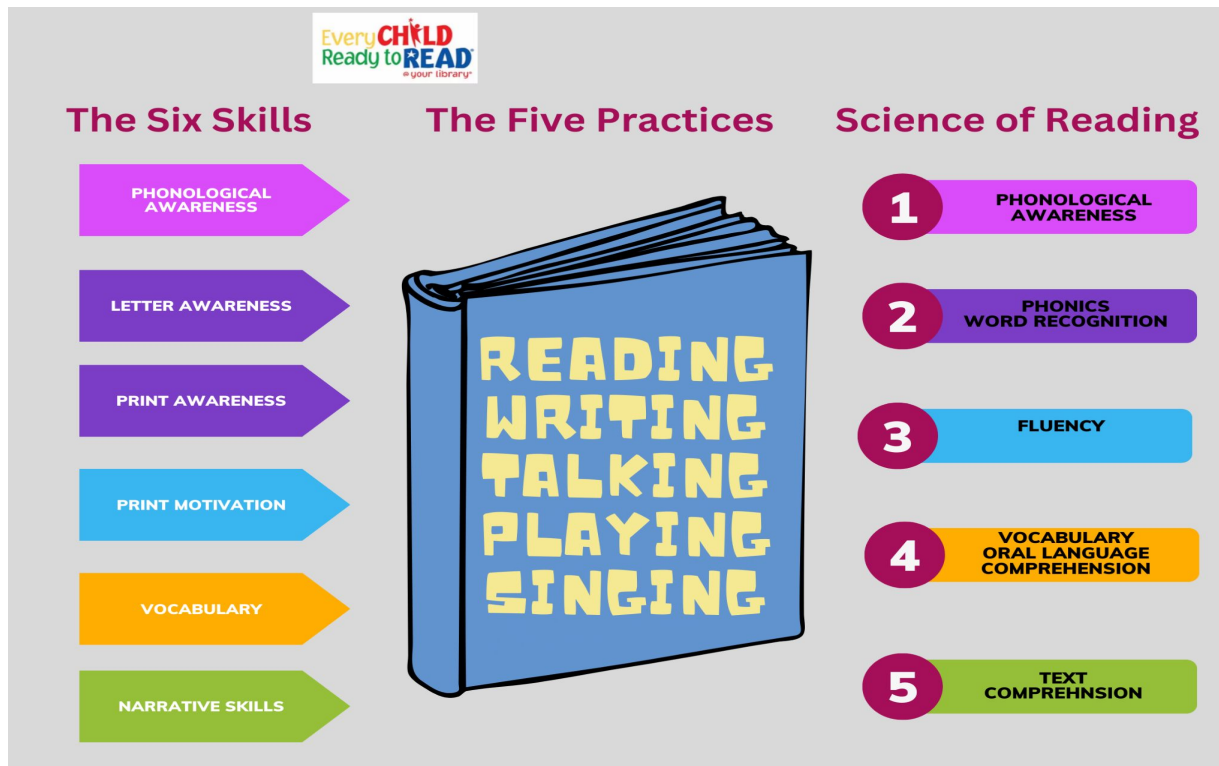 Every CHILD
Ready to READ
@ your library
The Six Skills
PHONOLOGICAL
AWARENESS
LETTER AWARENESS
PRINT AWARENESS
PRINT MOTIVATION
VOCABULARY
NARRATIVE SKILLS
The Five Practices
READING
WRITING
TALKING
PLAYING
SINGING
Science of Reading
1
PHONOLOGICAL
AWARENESS
2
PHONICS
WORD RECOGNITION
3
FLUENCY
4
VOCABULARY
ORAL LANGUAGE
COMPREHENSION
5
TEXT
COMPREHNSION